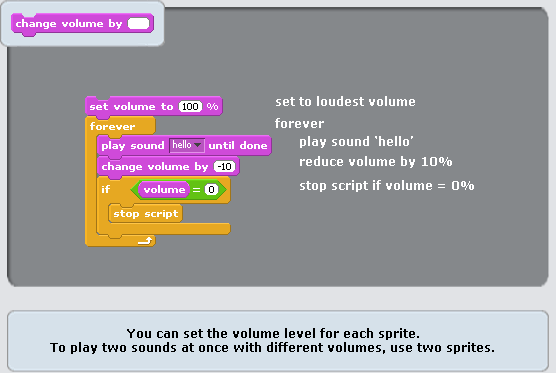 change volume by
set volume to 100 %
set to loudest volume
forever
forever
play sound hello until done
play sound 'hello'
change volume by -10
reduce volume by 10%
if volume = 0
stop script if volume = 0%
stop script
You can set the volume level for each sprite.
To play two sounds at once with different volumes, use two sprites.